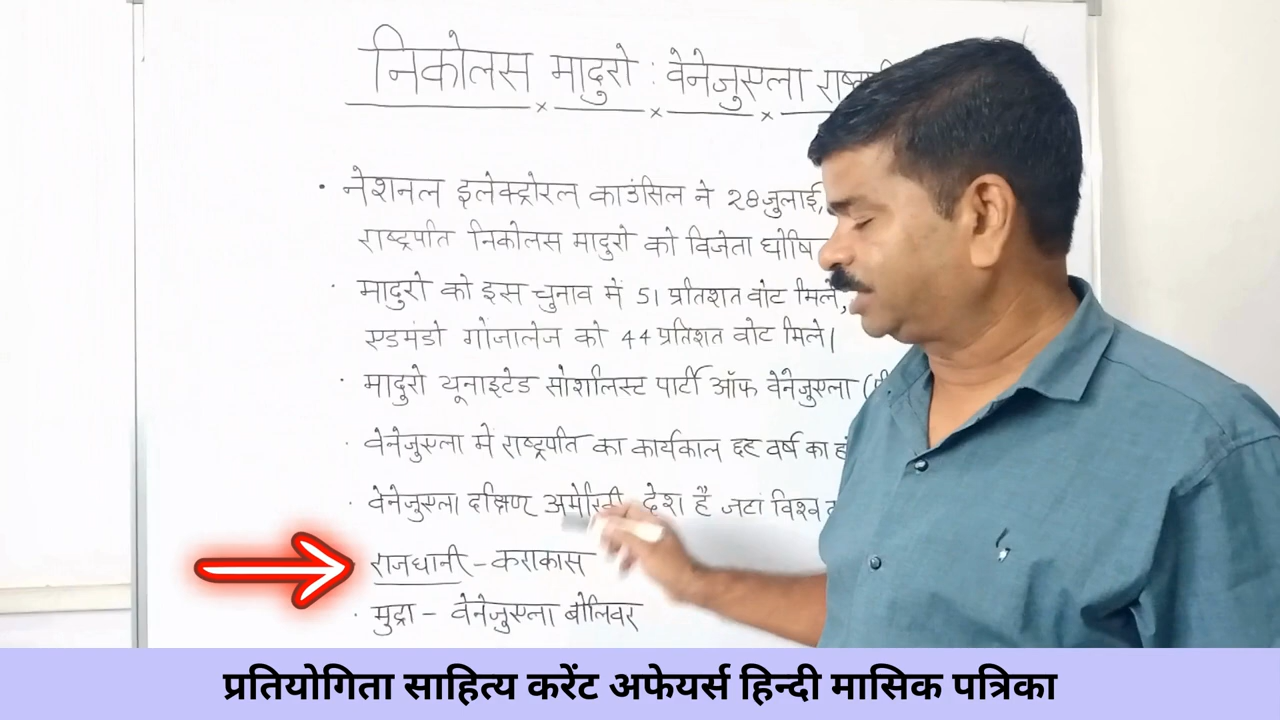 निकोलस मादुरो : वेनेजुएला
• नेशनल इलेक्ट्रोरल काउंसिल ने 28 जुलाई,
राष्ट्रपति निकोलस मादुरो को विजेता
• मादुरो को इस चुनाव में 51 प्रतिशत वोट मिले,
एडमंडो गोंजालेज को 44 प्रतिशत वोट मिले।
• मादुरो यूनाइटेड सोशलिस्ट पार्टी ऑफ वेनेजुएला
• वेनेजुएला में राष्ट्रपति का कार्यकाल छह वर्ष का
• वेनेजुएला दक्षिण देश है जहां विश्व
राजधानी - कराकास
• मुद्रा - वेनेजुएला बोलिवर
प्रतियोगिता साहित्य करेंट अफेयर्स हिन्दी मासिक पत्रिका